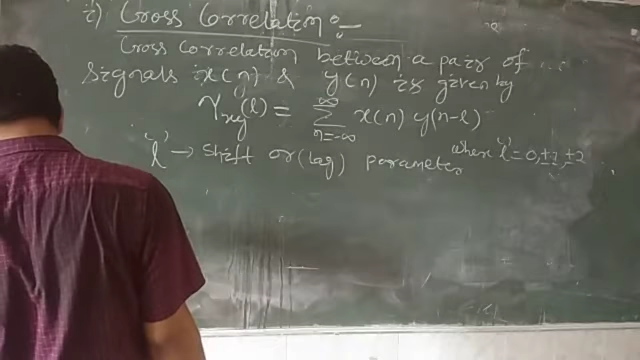 i) Cross Correlation :-
Cross correlation between a pair of
signals x(n) & y(n) is given by
γxy(l) = ∞∑n=-∞ x(n) y(n-l)
'l' → Shift or (lag) parameter where 'l' = 0, ±1, ±2